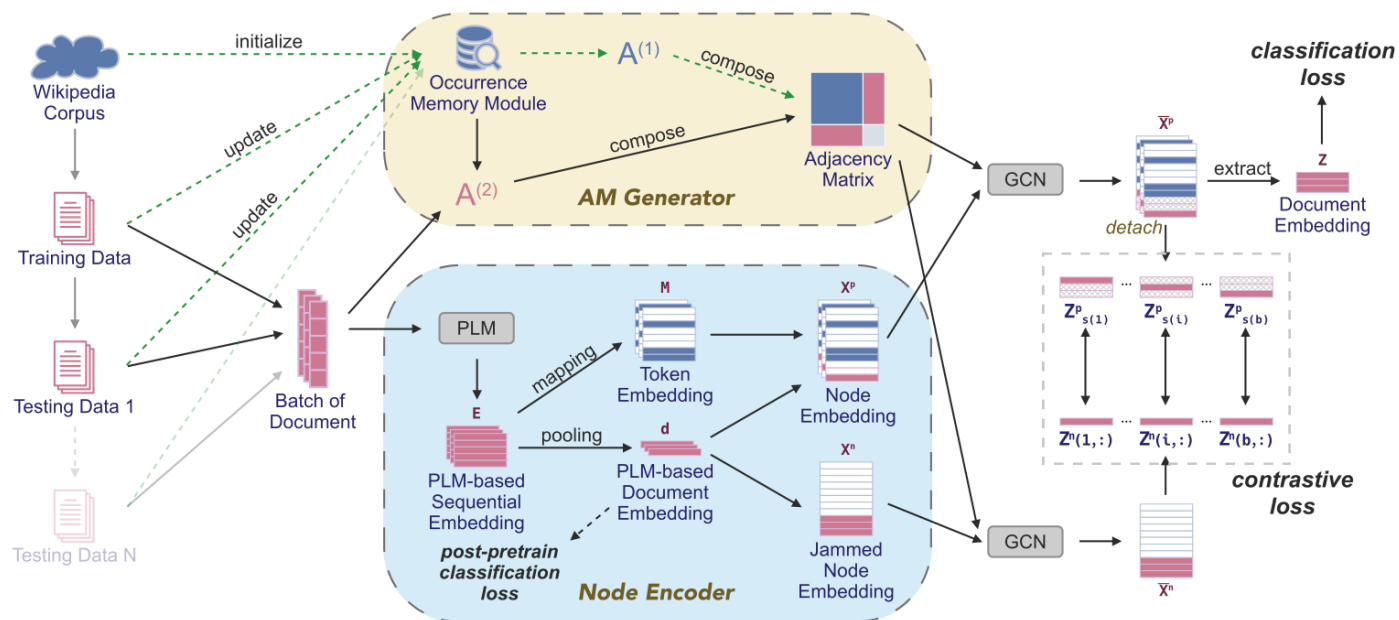 initialize
Wikipedia
Corpus
update
update
Training Data
Testing Data 1
Testing Data N
Batch of
Document
Occurrence
Memory Module
A(1)
compose
compose
A(2)
AM Generator
Adjacency
Matrix
PLM
mapping
E
PLM-based
Sequential
Embedding
pooling
M
Token
Embedding
d
PLM-based
Document
Embedding
post-pretrain
classification
loss
Xᵖ
Node
Embedding
Xⁿ
Jammed
Node
Embedding
Node Encoder
GCN
GCN
X̅ᵖ
extract
detach
Z
Document
Embedding
classification
loss
... ...
Zᵖs(1) Zᵖs(i) Zᵖs(b)
... ...
Zⁿ(1,:) Zⁿ(i,:) Zⁿ(b,:)
contrastive
loss
X̅ⁿ